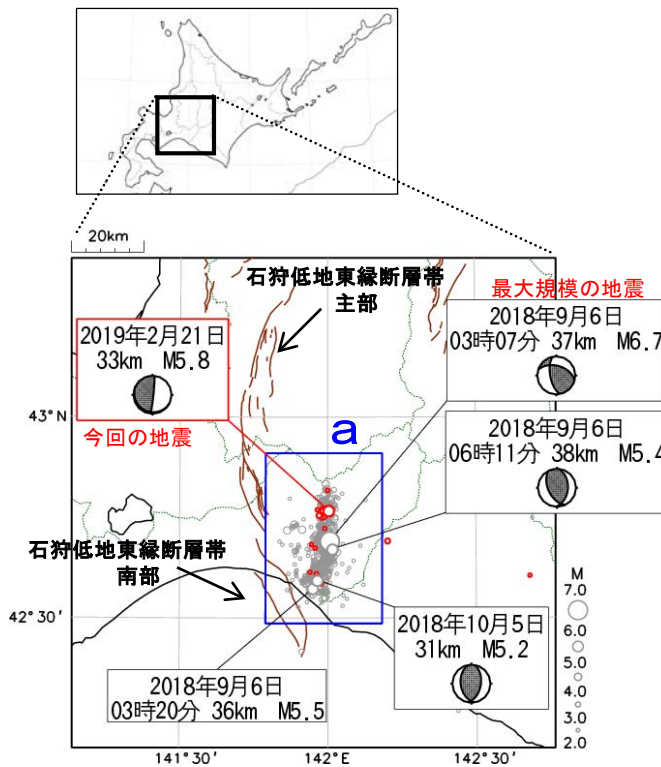 20km
石狩低地東縁断層帯
主部
最大規模の地震
2018年9月6日
03時07分 37km M6.7
2019年2月21日
33km M5.8
今回の地震
43°N
a
2018年9月6日
06時11分 38km M5.4
石狩低地東縁断層帯
南部
42°30′
2018年10月5日
31km M5.2
2018年9月6日
03時20分 36km M5.5
M
7.0
6.0
5.0
4.0
3.0
2.0
141°30′
142°E
142°30′